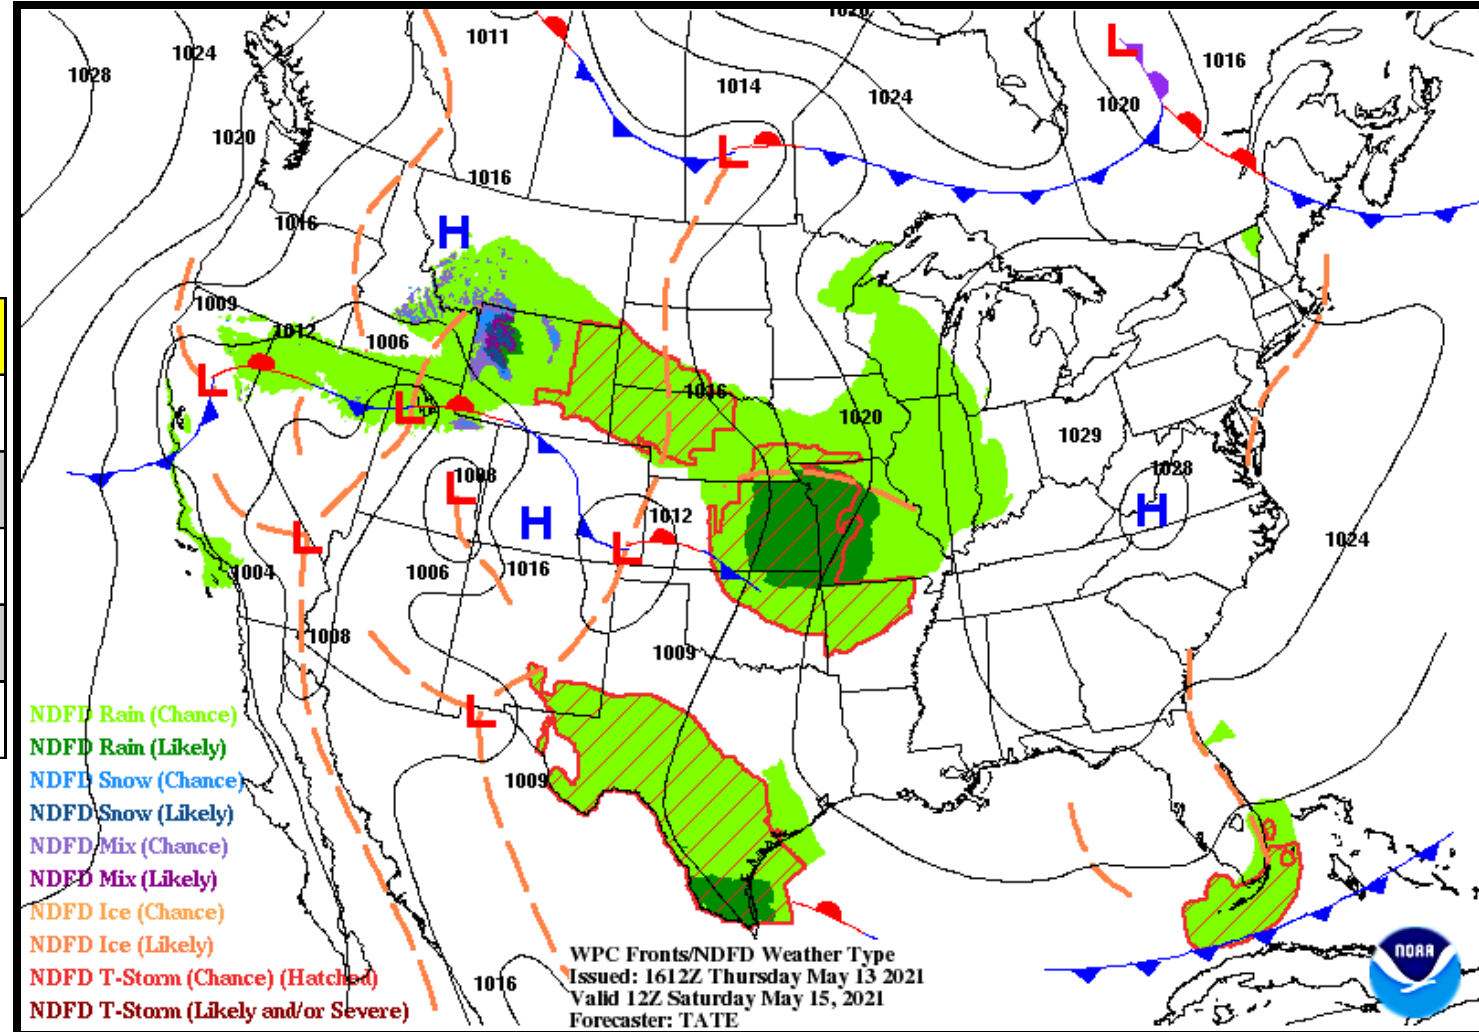 1020
1011
1016
1024
1028
1014
1024
1020
L
L
1020
1016
H
1016
1009
1012
1006
L
L
1016
1020
1029
1028
H
L
1008
H
1012
L
L
1004
1006
1016
1024
1008
1009
L
1009
1016
NDFD Rain (Chance)
NDFD Rain (Likely)
NDFD Snow (Chance)
NDFD Snow (Likely)
NDFD Mix (Chance)
NDFD Mix (Likely)
NDFD Ice (Chance)
NDFD Ice (Likely)
NDFD T-Storm (Chance) (Hatched)
NDFD T-Storm (Likely and/or Severe)
WPC Fronts/NDFD Weather Type
Issued: 1612Z Thursday May 13 2021
Valid 12Z Saturday May 15, 2021
Forecaster: TATE
NOAA